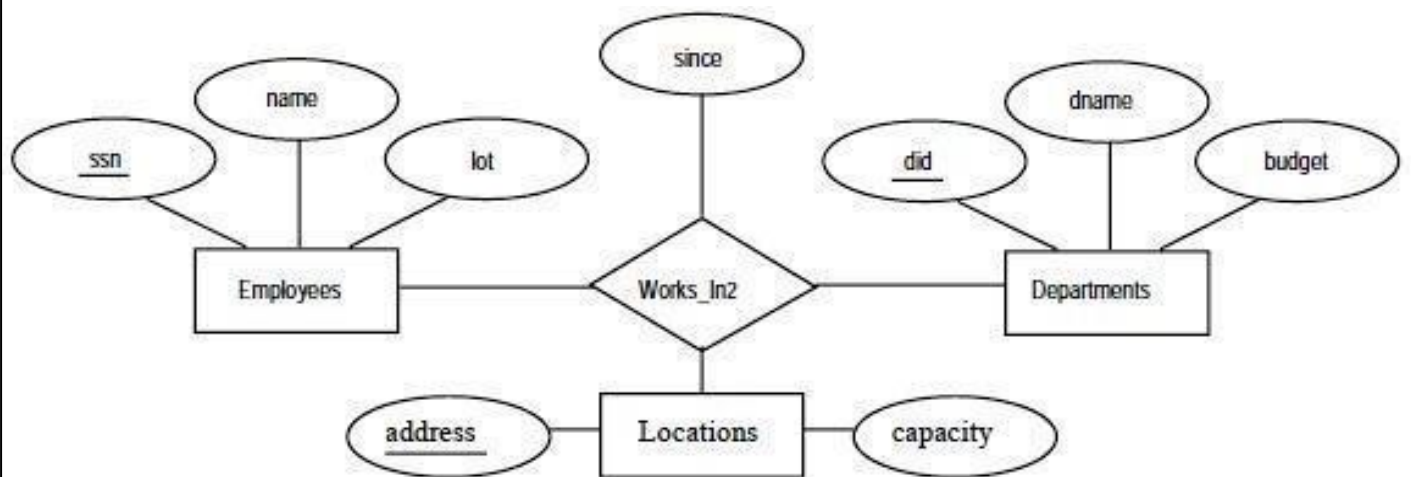 since
name
dname
ssn
lot
did
budget
Employees
Works_In2
Departments
address
Locations
capacity